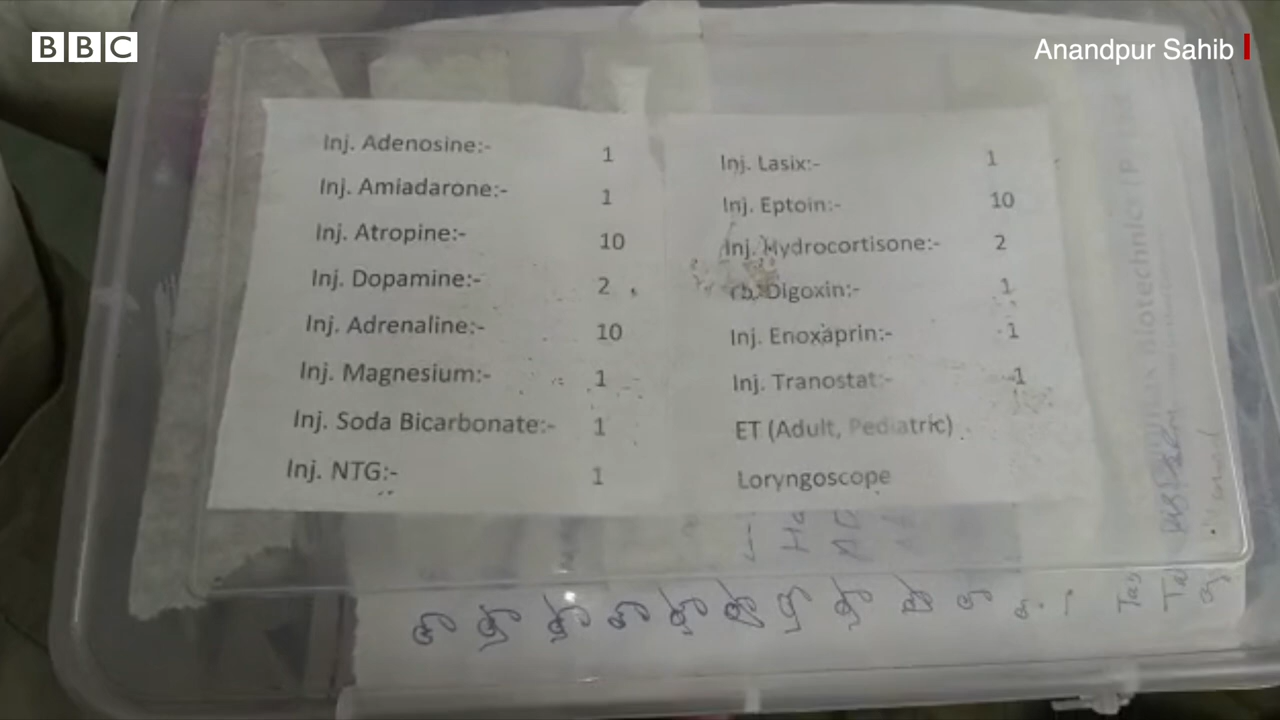 BBC
Anandpur Sahib
Inj. Adenosine:- 1
Inj. Amiadarone:- 1
Inj. Atropine:- 10
Inj. Dopamine:- 2
Inj. Adrenaline:- 10
Inj. Magnesium:- 1
Inj. Soda Bicarbonate:- 1
Inj. NTG:- 1
Inj. Lasix:- 1
Inj. Eptoin:- 10
Inj. Hydrocortisone:- 2
Digoxin:- 1
Inj. Enoxaprin:- 1
Inj. Tranostat:- 1
ET (Adult, Pediatric)
Loryngoscope